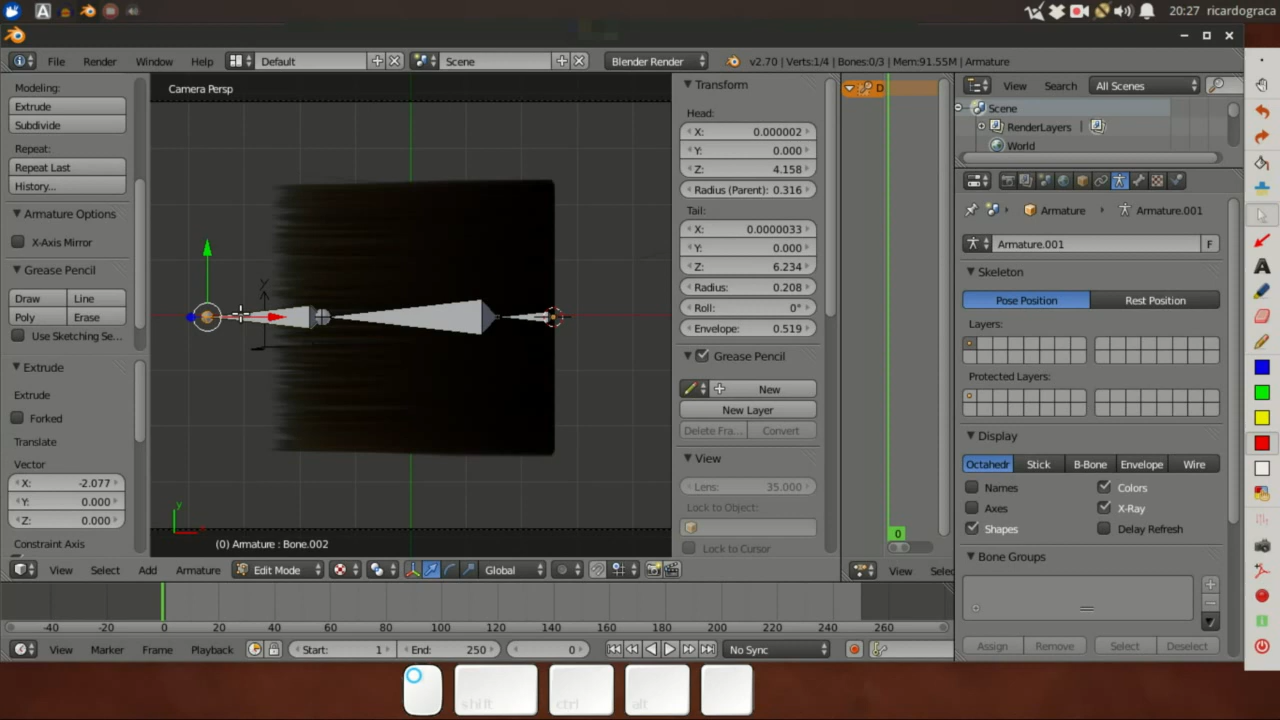 20:27 ricardograca
File Render Window Help Default Scene Blender Render v2.70 | Verts:1/4 | Bones:0/3 | Mem:91.55M | Armature
Modeling:
Extrude
Subdivide
Repeat:
Repeat Last
History...
Armature Options
X-Axis Mirror
Grease Pencil
Draw Line
Poly Erase
Use Sketching Se...
Extrude
Extrude
Forked
Translate
Vector
X: -2.077
Y: 0.000
Z: 0.000
Constraint Axis
Camera Persp
Y
y
(0) Armature : Bone.002
Transform
Head:
X: 0.000002
Y: 0.000
Z: 4.158
Radius (Parent): 0.316
Tail:
X: 0.0000033
Y: 0.000
Z: 6.234
Radius: 0.208
Roll: 0°
Envelope: 0.519
Grease Pencil
New
New Layer
Delete Fra... Convert
View
Lens: 35.000
Lock to Object:
Lock to Cursor
D
0
View Selec
View Search All Scenes
Scene
RenderLayers
World
Armature Armature.001
Armature.001 F
Skeleton
Pose Position Rest Position
Layers:
Protected Layers:
Display
Octahedr Stick B-Bone Envelope Wire
Names Colors
Axes X-Ray
Shapes Delay Refresh
Bone Groups
Assign Remove Select Deselect
View Select Add Armature Edit Mode Global
-40 -20 0 20 40 60 80 100 120 140 160 180 200 220 240 260
View Marker Frame Playback Start: 1 End: 250 0 No Sync
shift ctrl alt